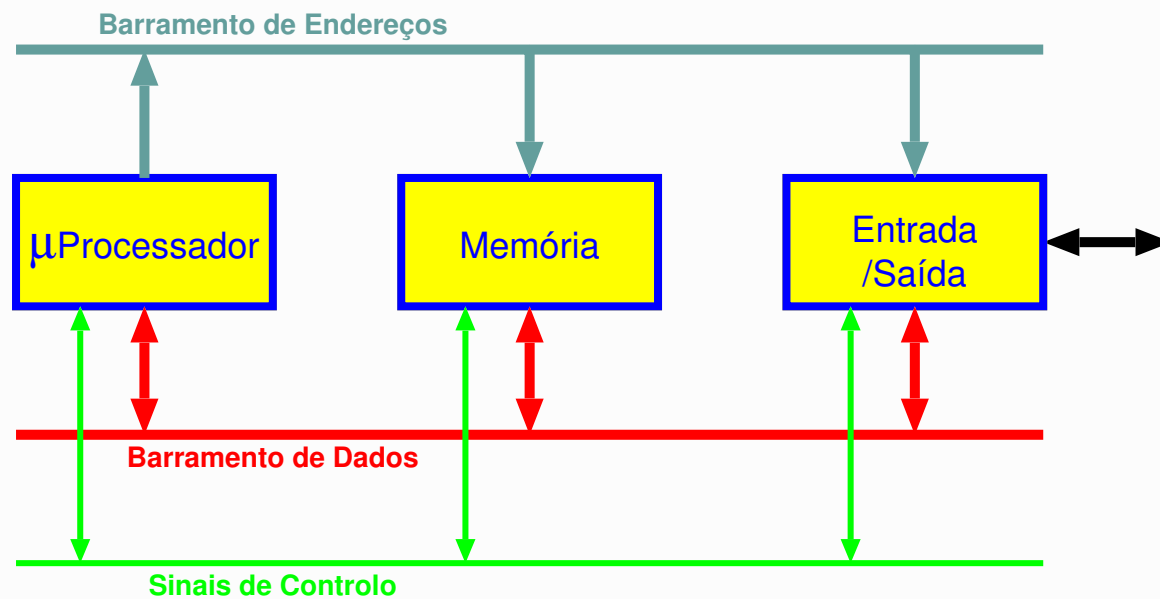 Barramento de Endereços
µProcessador
Memória
Entrada
/Saída
Barramento de Dados
Sinais de Controlo